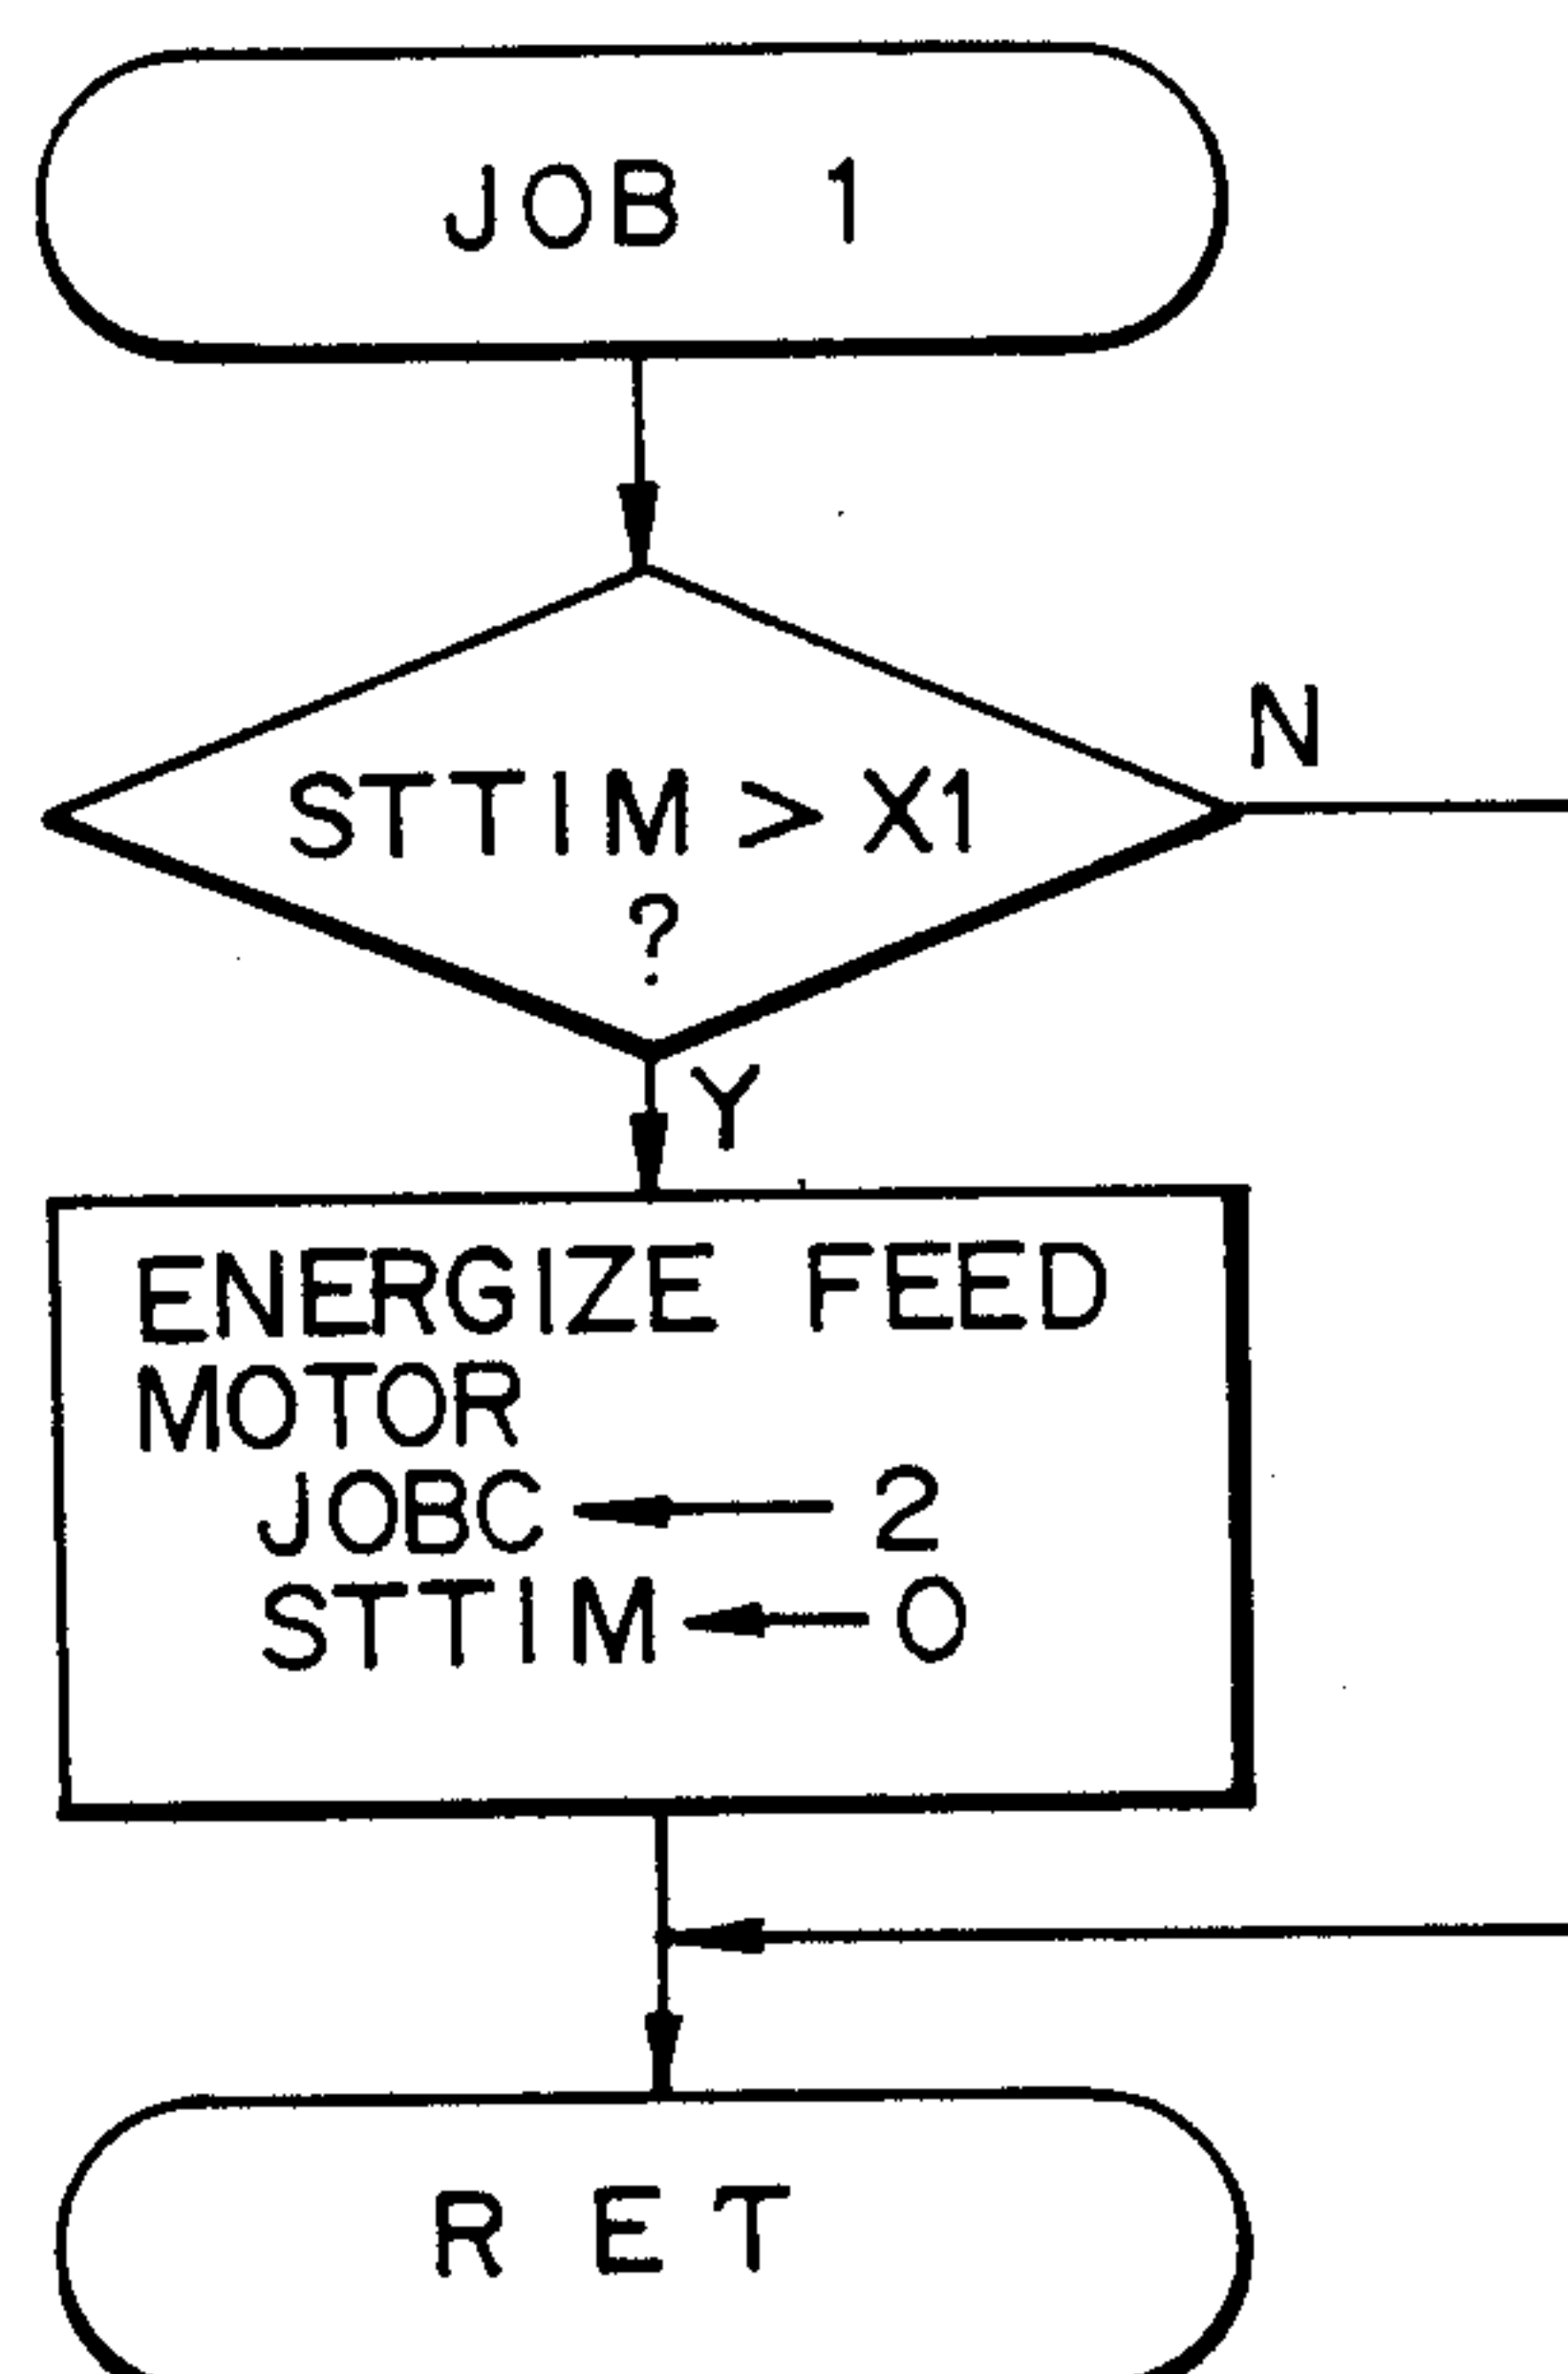 JOB 1
N
STTIM > X1
?
Y
ENERGIZE FEED
MOTOR
JOBC ← 2
STTIM ← 0
RET